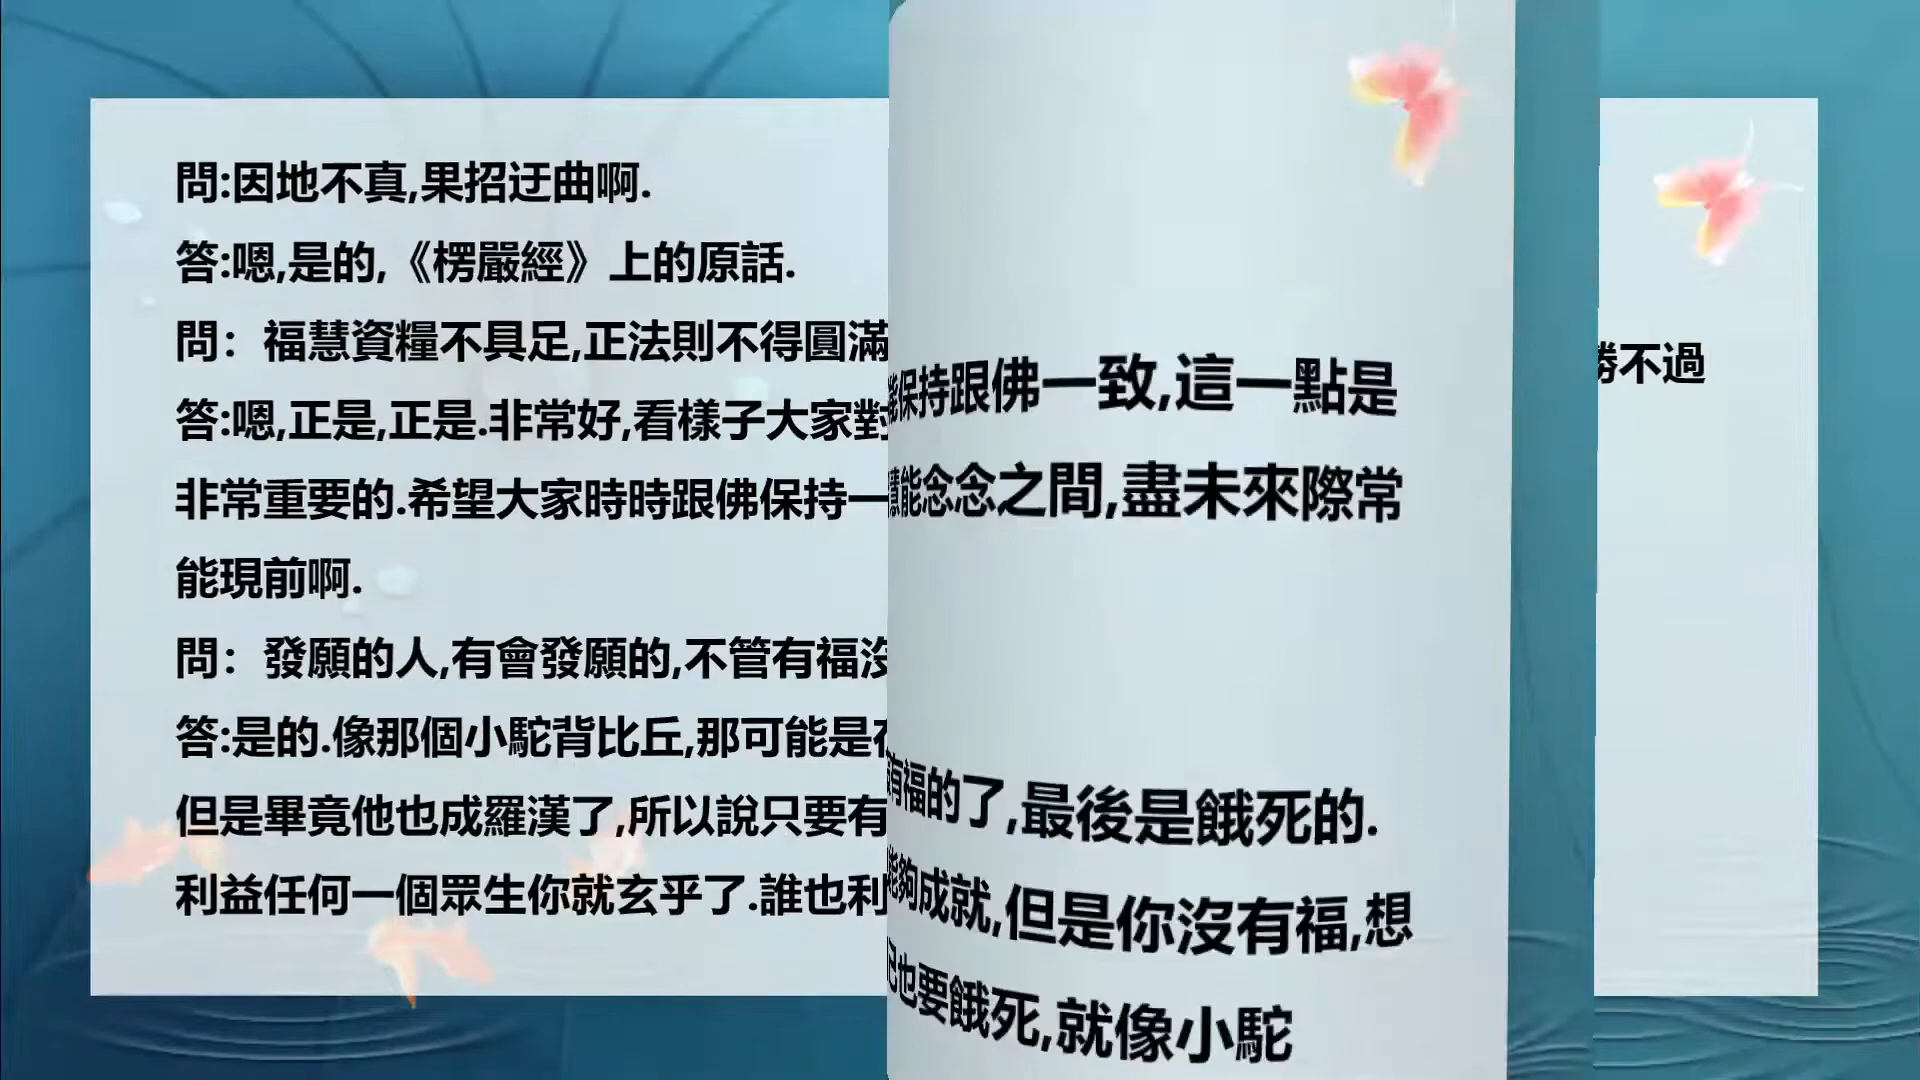 問:因地不真,果招迂曲啊.
答:嗯,是的,《楞嚴經》上的原話.
問：福慧資糧不具足,正法則不得圓滿
答:嗯,正是,正是.非常好,看樣子大家對
能保持跟佛一致,這一點是
非常重要的.希望大家時時跟佛保持一
慧能念念之間,盡未來際常
能現前啊.
問：發願的人,有會發願的,不管有福沒
答:是的.像那個小駝背比丘,那可能是在
有福的了,最後是餓死的.
但是畢竟他也成羅漢了,所以說只要有
能夠成就,但是你沒有福,想
利益任何一個眾生你就玄乎了.誰也利
己也要餓死,就像小駝
勝不過